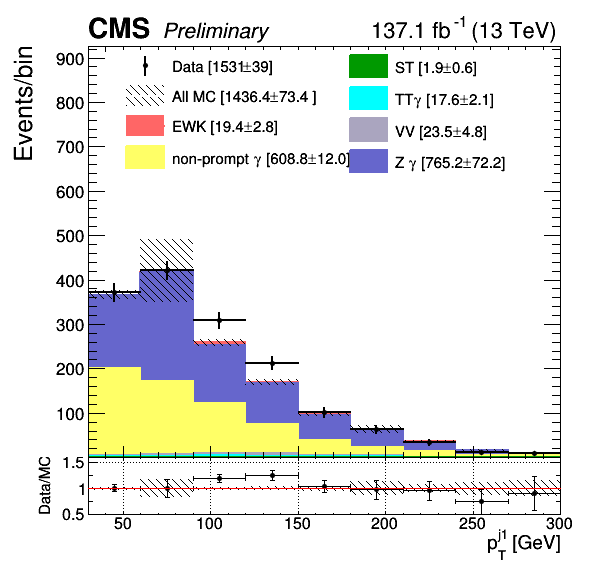 CMS Preliminary 137.1 fb⁻¹ (13 TeV)
Events/bin
900
800
700
600
500
400
300
200
100
Data [1531±39]
All MC [1436.4±73.4 ]
EWK [19.4±2.8]
non-prompt γ [608.8±12.0]
ST [1.9±0.6]
TTγ [17.6±2.1]
VV [23.5±4.8]
Z γ [765.2±72.2]
Data/MC
1.5
1
0.5
50 100 150 200 250 300
p_T^j1 [GeV]